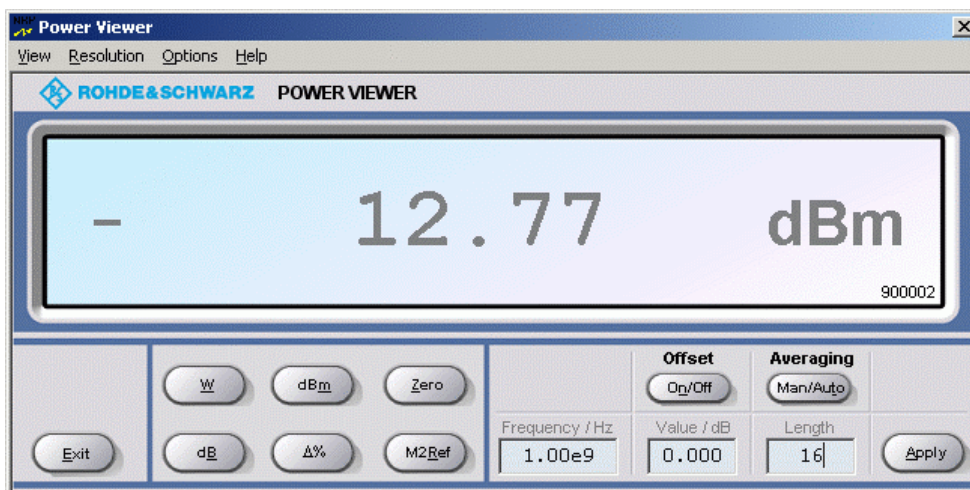 Power Viewer
View Resolution Options Help
ROHDE&SCHWARZ POWER VIEWER
- 12.77 dBm
900002
Offset Averaging
W dBm Zero On/Off Man/Auto
Frequency / Hz Value / dB Length
Exit dB Δ% M2Ref 1.00e9 0.000 16 Apply